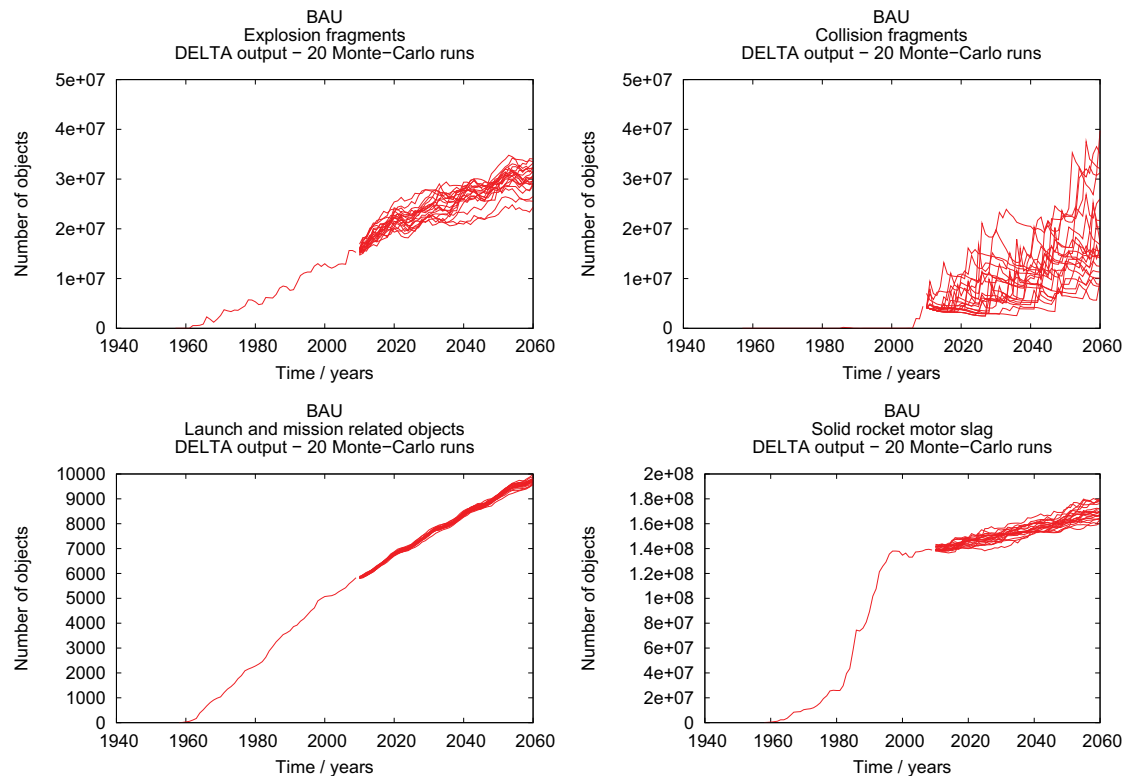 BAU
Explosion fragments
DELTA output − 20 Monte−Carlo runs
5e+07
4e+07
3e+07
2e+07
1e+07
0
Number of objects
1940 1960 1980 2000 2020 2040 2060
Time / years
BAU
Collision fragments
DELTA output − 20 Monte−Carlo runs
5e+07
4e+07
3e+07
2e+07
1e+07
0
Number of objects
1940 1960 1980 2000 2020 2040 2060
Time / years
BAU
Launch and mission related objects
DELTA output − 20 Monte−Carlo runs
10000
9000
8000
7000
6000
5000
4000
3000
2000
1000
0
Number of objects
1940 1960 1980 2000 2020 2040 2060
Time / years
BAU
Solid rocket motor slag
DELTA output − 20 Monte−Carlo runs
2e+08
1.8e+08
1.6e+08
1.4e+08
1.2e+08
1e+08
8e+07
6e+07
4e+07
2e+07
0
Number of objects
1940 1960 1980 2000 2020 2040 2060
Time / years